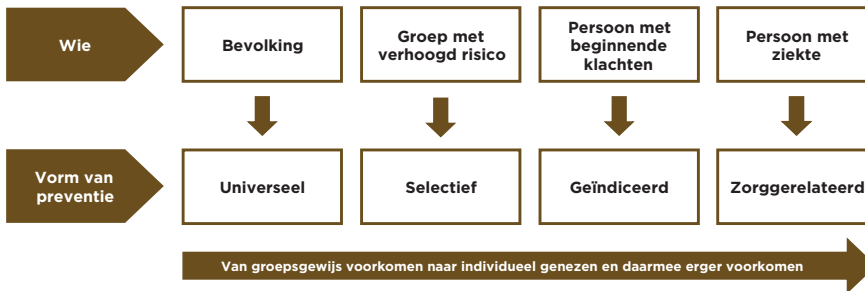 Wie
Bevolking
Groep met
verhoogd risico
Persoon met
beginnende
klachten
Persoon met
ziekte
Vorm van
preventie
Universeel
Selectief
Geïndiceerd
Zorggerelateerd
Van groepsgewijs voorkomen naar individueel genezen en daarmee erger voorkomen